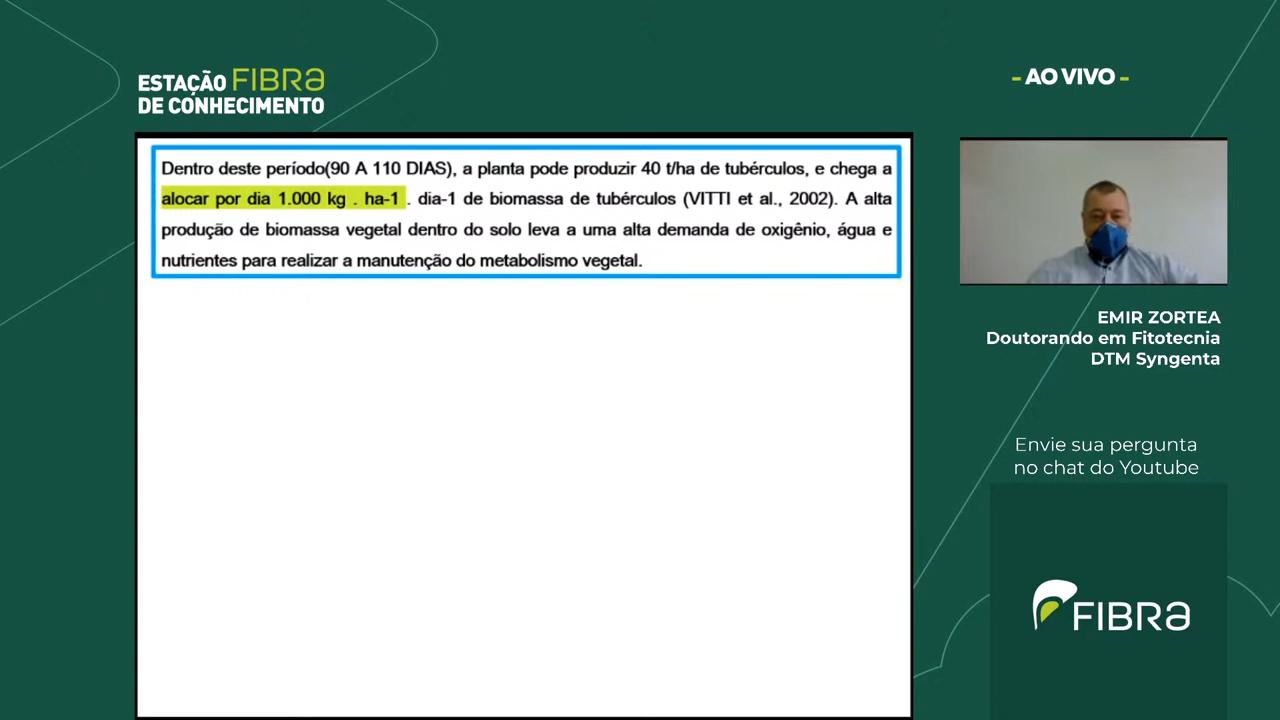 ESTAÇÃO FIBRA
DE CONHECIMENTO
- AO VIVO -
Dentro deste período(90 A 110 DIAS), a planta pode produzir 40 t/ha de tubérculos, e chega a
alocar por dia 1.000 kg . ha-1 . dia-1 de biomassa de tubérculos (VITTI et al., 2002). A alta
produção de biomassa vegetal dentro do solo leva a uma alta demanda de oxigênio, água e
nutrientes para realizar a manutenção do metabolismo vegetal.
EMIR ZORTEA
Doutorando em Fitotecnia
DTM Syngenta
Envie sua pergunta
no chat do Youtube
FIBRA